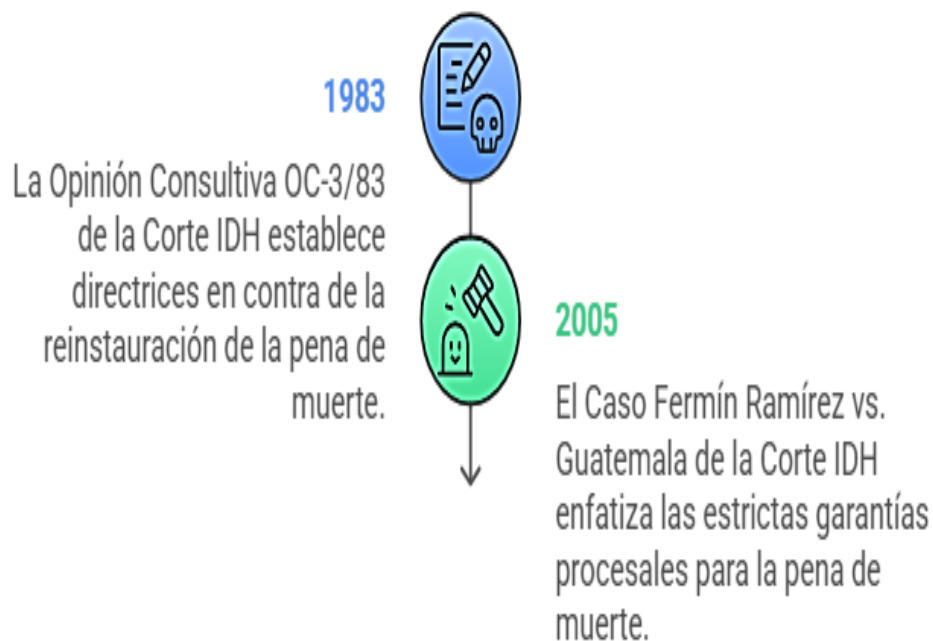 1983
La Opinión Consultiva OC-3/83
de la Corte IDH establece
directrices en contra de la
reinstauración de la pena de
muerte.
2005
El Caso Fermín Ramírez vs.
Guatemala de la Corte IDH
enfatiza las estrictas garantías
procesales para la pena de
muerte.